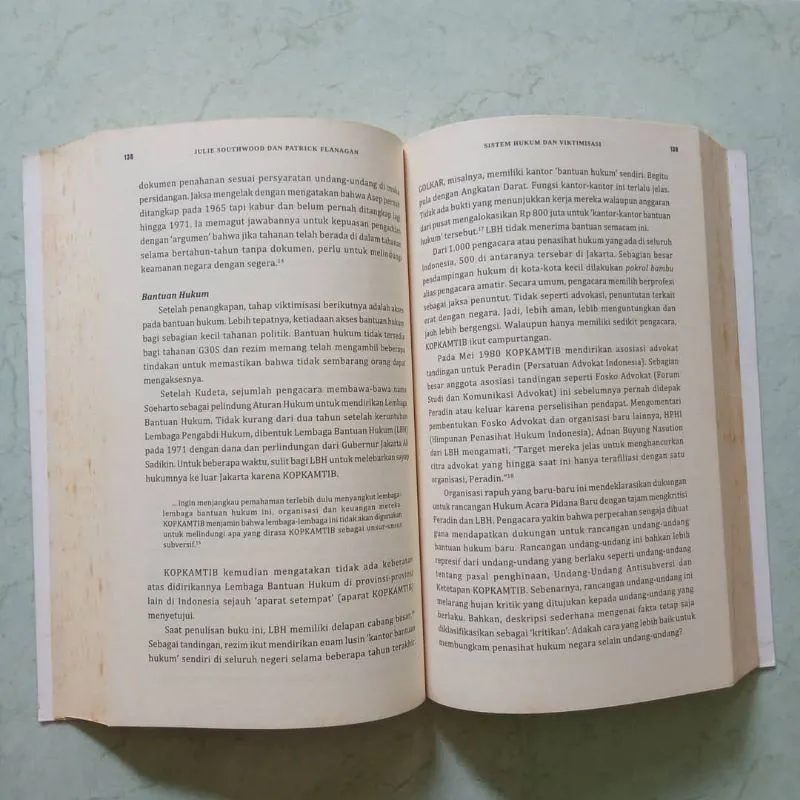 138
JULIE SOUTHWOOD DAN PATRICK FLANAGAN
dokumen penahanan sesuai persyaratan undang-undang di muka
persidangan. Jaksa mengelak dengan mengatakan bahwa Asep pernah
ditangkap pada 1965 tapi kabur dan belum pernah ditangkap lagi
hingga 1971. Ia memagut jawabannya untuk kepuasan pengadilan
dengan ‘argumen’ bahwa jika tahanan telah berada di dalam tahanan
selama bertahun-tahun tanpa dokumen, perlu untuk melindungi
keamanan negara dengan segera.¹⁴
Bantuan Hukum
Setelah penangkapan, tahap viktimisasi berikutnya adalah akses
pada bantuan hukum. Lebih tepatnya, ketiadaan akses bantuan hukum
bagi sebagian kecil tahanan politik. Bantuan hukum tidak tersedia
bagi tahanan G30S dan rezim memang telah mengambil beberapa
tindakan untuk memastikan bahwa tidak sembarang orang dapat
mengaksesnya.
Setelah Kudeta, sejumlah pengacara membawa-bawa nama
Soeharto sebagai pelindung Aturan Hukum untuk mendirikan Lembaga
Bantuan Hukum. Tidak kurang dari dua tahun setelah keruntuhan
Lembaga Pengabdi Hukum, dibentuk Lembaga Bantuan Hukum (LBH)
pada 1971 dengan dana dan perlindungan dari Gubernur Jakarta Ali
Sadikin. Untuk beberapa waktu, sulit bagi LBH untuk melebarkan sayap
hukumnya ke luar Jakarta karena KOPKAMTIB.
...Ingin menjangkau pemahaman terlebih dulu menyangkut lembaga-
lembaga bantuan hukum ini, organisasi dan keuangan mereka
KOPKAMTIB menjamin bahwa lembaga-lembaga ini tidak akan digunakan
untuk melindungi apa yang dirasa KOPKAMTIB sebagai unsur-unsur
subversif.¹⁵
KOPKAMTIB kemudian mengatakan tidak ada keberatan
atas didirikannya Lembaga Bantuan Hukum di provinsi-provinsi
lain di Indonesia sejauh ‘aparat setempat’ (aparat KOPKAMTIB)
menyetujui.
Saat penulisan buku ini, LBH memiliki delapan cabang besar.
Sebagai tandingan, rezim ikut mendirikan enam lusin ‘kantor bantuan
hukum’ sendiri di seluruh negeri selama beberapa tahun terakhir
SISTEM HUKUM DAN VIKTIMISASI
139
GOLKAR, misalnya, memiliki kantor ‘bantuan hukum’ sendiri. Begitu
pula dengan Angkatan Darat. Fungsi kantor-kantor ini terlalu jelas.
Tidak ada bukti yang menunjukkan kerja mereka walaupun anggaran
dari pusat mengalokasikan Rp 800 juta untuk ‘kantor-kantor bantuan
hukum’ tersebut.¹⁷ LBH tidak menerima bantuan semacam ini.
Dari 1.000 pengacara atau penasihat hukum yang ada di seluruh
Indonesia, 500 di antaranya tersebar di Jakarta. Sebagian besar
pendampingan hukum di kota-kota kecil dilakukan pokrol bambu
alias pengacara amatir. Secara umum, pengacara memilih berprofesi
sebagai jaksa penuntut. Tidak seperti advokasi, penuntutan terkait
erat dengan negara. Jadi, lebih aman, lebih menguntungkan dan
jauh lebih bergengsi. Walaupun hanya memiliki sedikit pengacara,
KOPKAMTIB ikut campurtangan.
Pada Mei 1980 KOPKAMTIB mendirikan asosiasi advokat
tandingan untuk Peradin (Persatuan Advokat Indonesia). Sebagian
besar anggota asosiasi tandingan seperti Fosko Advokat (Forum
Studi dan Komunikasi Advokat) ini sebelumnya pernah didepak
Peradin atau keluar karena perselisihan pendapat. Mengomentari
pembentukan Fosko Advokat dan organisasi baru lainnya, HPHI
(Himpunan Penasihat Hukum Indonesia), Adnan Buyung Nasution
dari LBH mengamati, “Target mereka jelas untuk menghancurkan
citra advokat yang hingga saat ini hanya terafiliasi dengan satu
organisasi, Peradin.”¹⁸
Organisasi rapuh yang baru-baru ini mendeklarasikan dukungan
untuk rancangan Hukum Acara Pidana Baru dengan tajam mengkritisi
Peradin dan LBH. Pengacara yakin bahwa perpecahan sengaja dibuat
guna mendapatkan dukungan untuk rancangan undang-undang
bantuan hukum baru. Rancangan undang-undang ini bahkan lebih
represif dari undang-undang yang berlaku seperti undang-undang
tentang pasal penghinaan, Undang-Undang Antisubversi dan
Ketetapan KOPKAMTIB. Sebenarnya, rancangan undang-undang ini
melarang hujan kritik yang ditujukan kepada undang-undang yang
berlaku. Bahkan, deskripsi sederhana mengenai fakta tetap saja
diklasifikasikan sebagai ‘kritikan’. Adakah cara yang lebih baik untuk
membungkam penasihat hukum negara selain undang-undang?